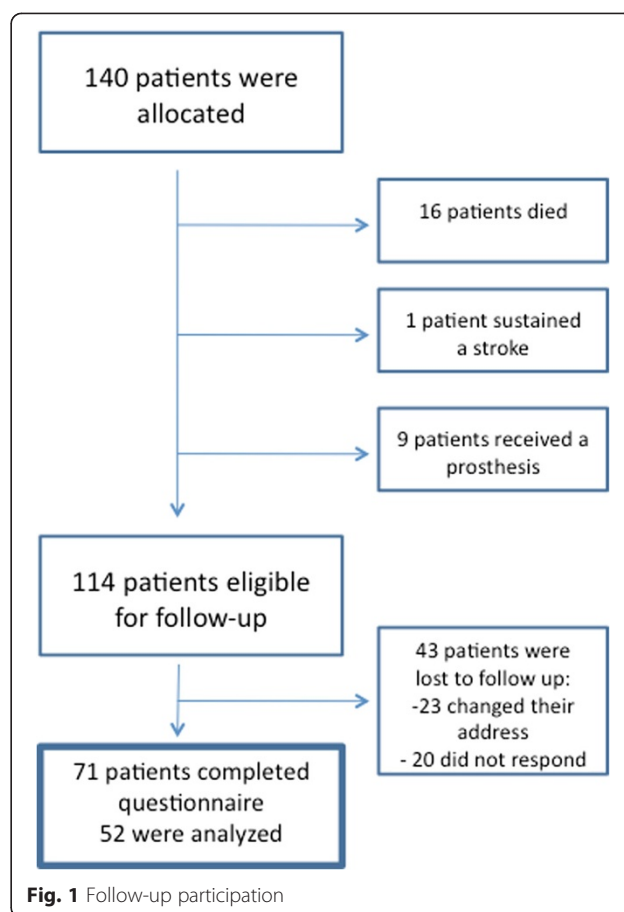 140 patients were
allocated
16 patients died
1 patient sustained
a stroke
9 patients received a
prosthesis
114 patients eligible
for follow-up
43 patients were
lost to follow up:
-23 changed their
address
- 20 did not respond
71 patients completed
questionnaire
52 were analyzed
Fig. 1 Follow-up participation